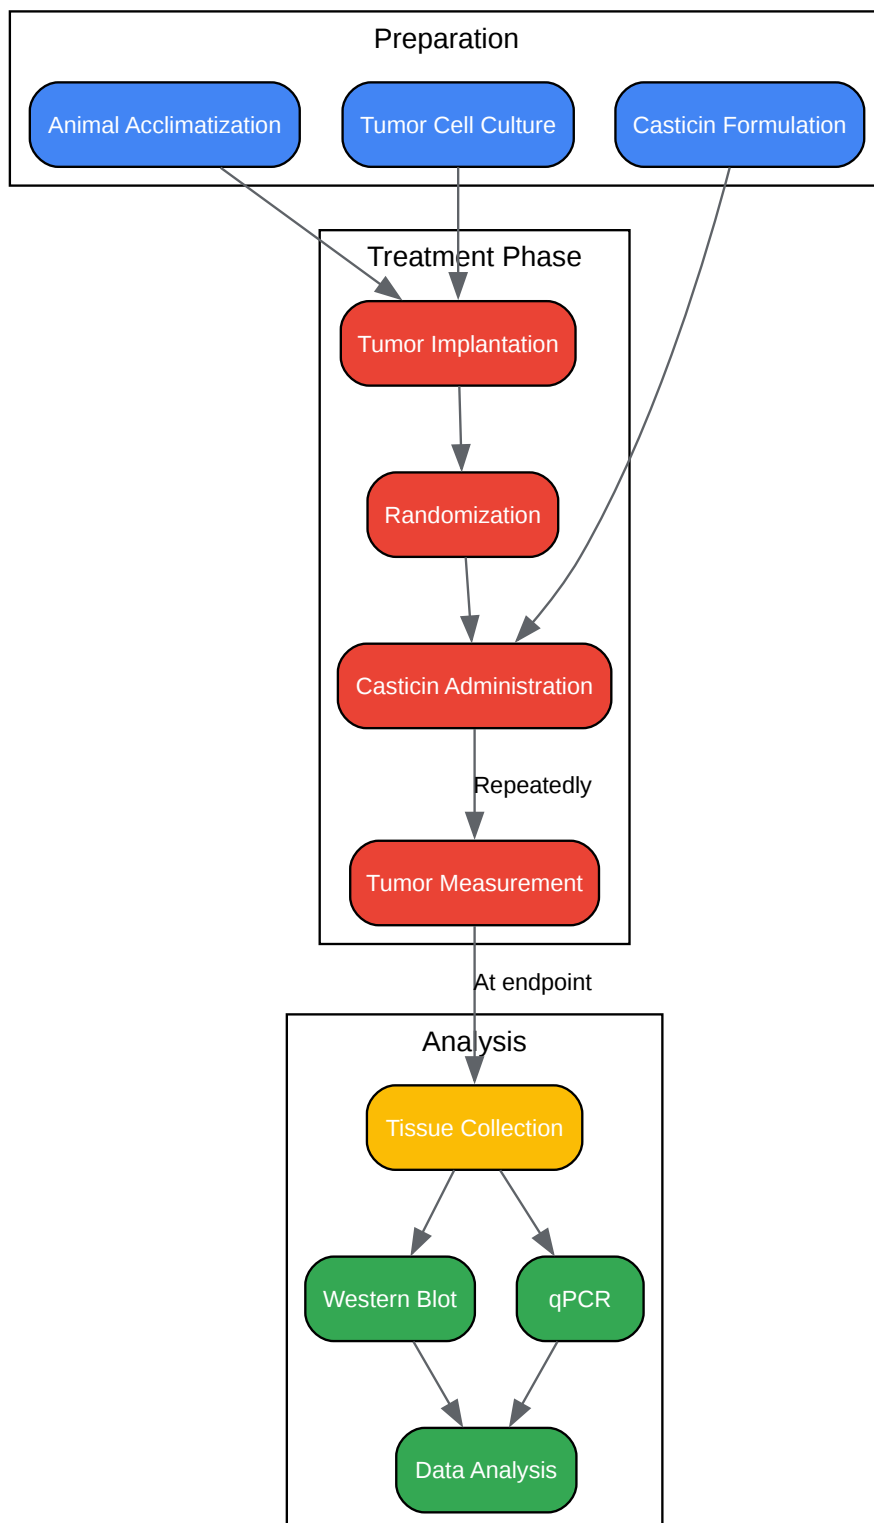 Preparation
Animal Acclimatization
Tumor Cell Culture
Casticin Formulation
Treatment Phase
Tumor Implantation
Randomization
Casticin Administration
Repeatedly
Tumor Measurement
At endpoint
Analysis
Tissue Collection
Western Blot
qPCR
Data Analysis